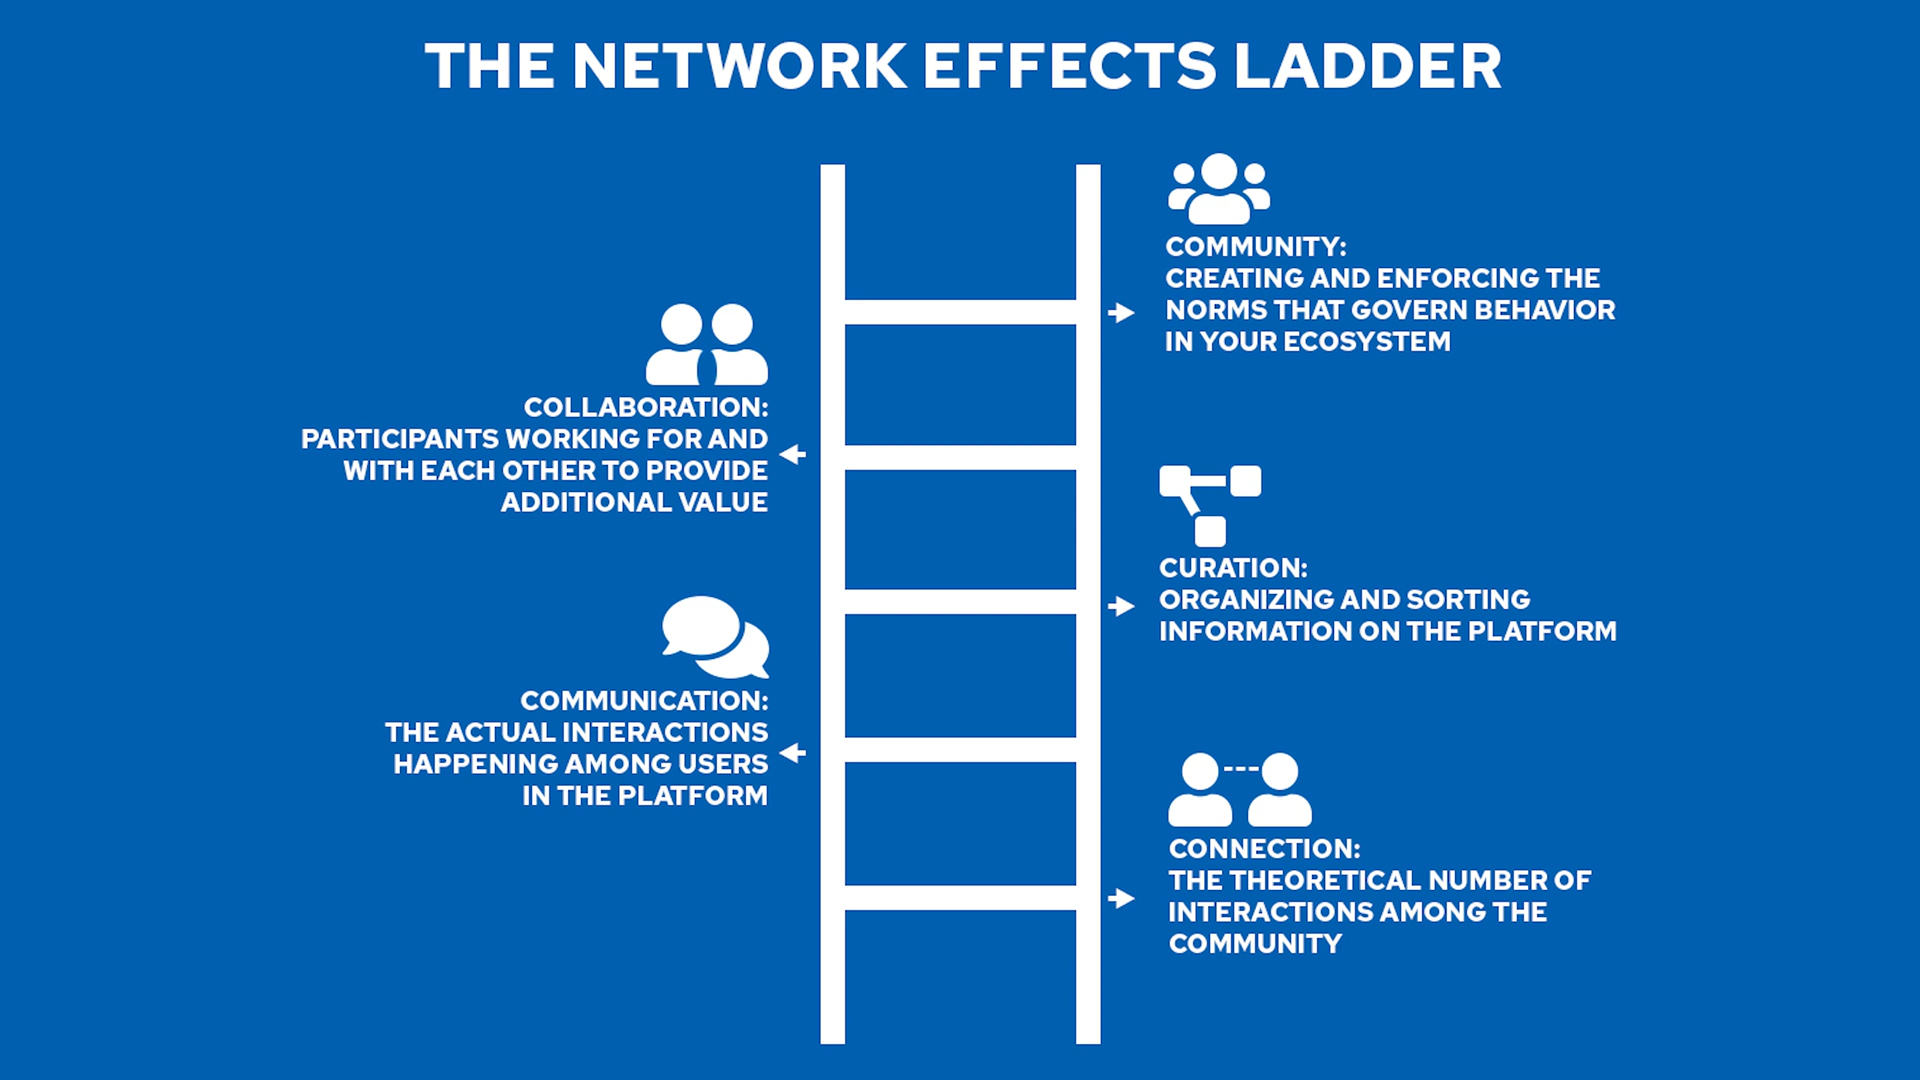 THE NETWORK EFFECTS LADDER
COMMUNITY:
CREATING AND ENFORCING THE
NORMS THAT GOVERN BEHAVIOR
IN YOUR ECOSYSTEM
COLLABORATION:
PARTICIPANTS WORKING FOR AND
WITH EACH OTHER TO PROVIDE
ADDITIONAL VALUE
CURATION:
ORGANIZING AND SORTING
INFORMATION ON THE PLATFORM
COMMUNICATION:
THE ACTUAL INTERACTIONS
HAPPENING AMONG USERS
IN THE PLATFORM
CONNECTION:
THE THEORETICAL NUMBER OF
INTERACTIONS AMONG THE
COMMUNITY